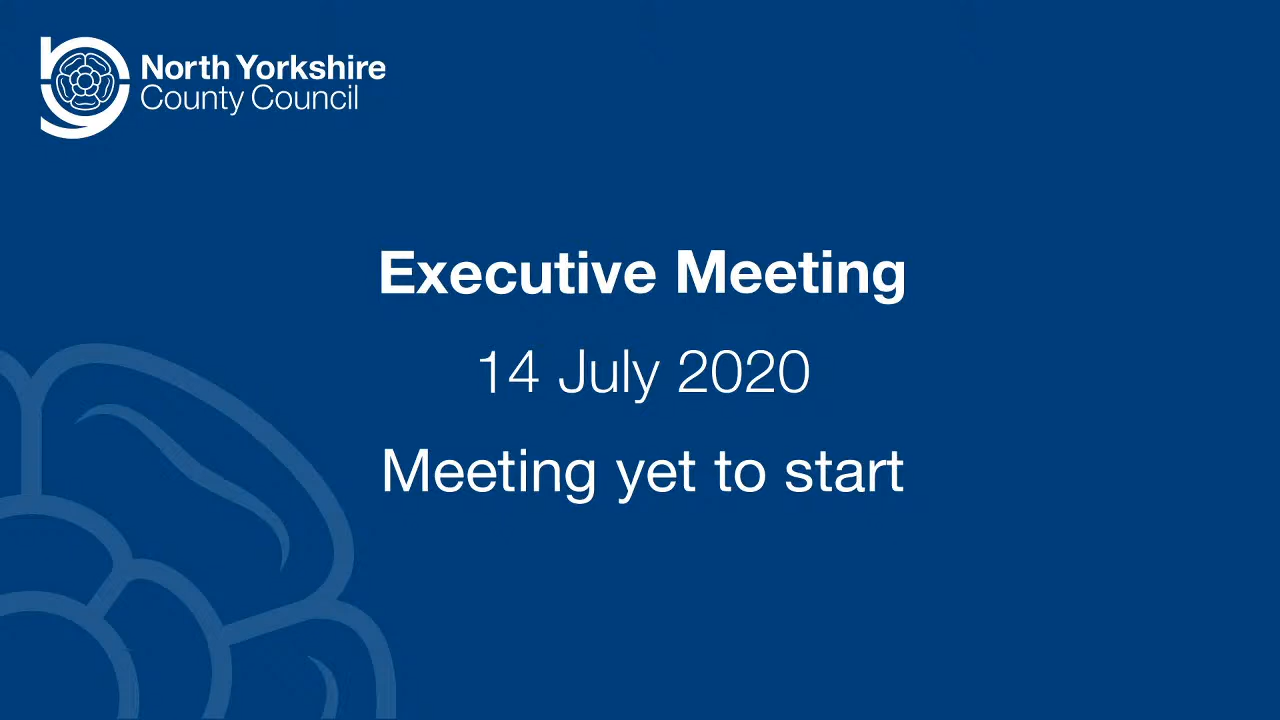 North Yorkshire
County Council
Executive Meeting
14 July 2020
Meeting yet to start